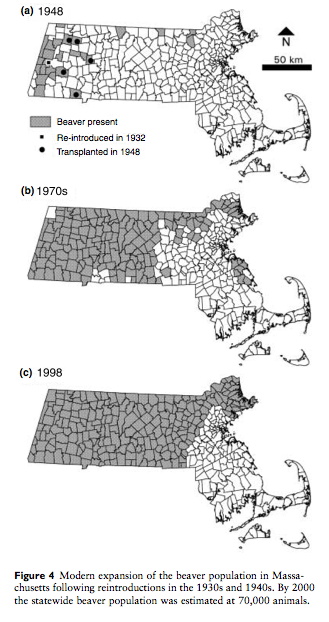 (a) 1948
N
50 km
Beaver present
Re-introduced in 1932
Transplanted in 1948
(b) 1970s
(c) 1998
Figure 4 Modern expansion of the beaver population in Massa-
chusetts following reintroductions in the 1930s and 1940s. By 2000
the statewide beaver population was estimated at 70,000 animals.